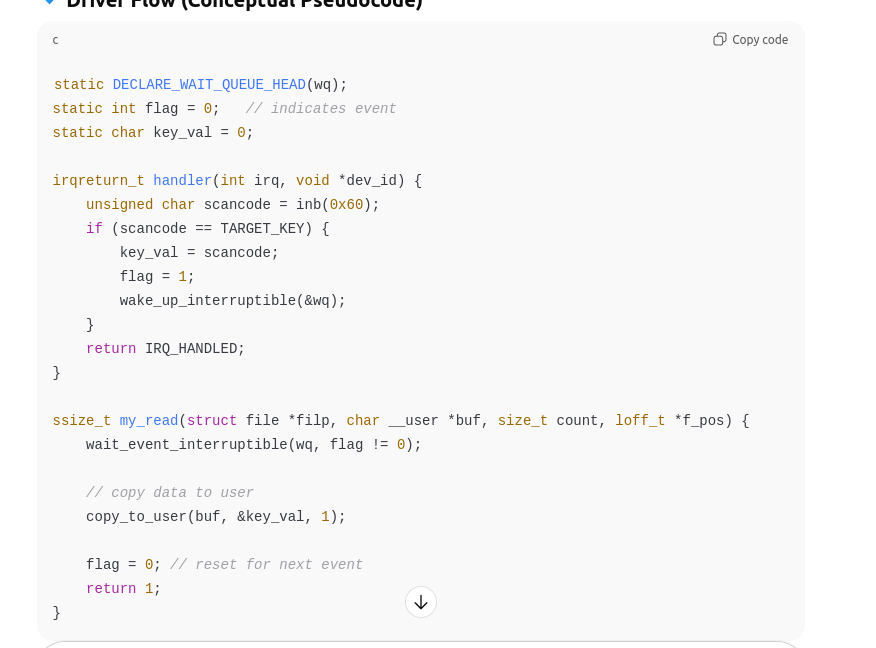 Driver Flow (Conceptual Pseudocode)
c
Copy code
static DECLARE_WAIT_QUEUE_HEAD(wq);
static int flag = 0;   // indicates event
static char key_val = 0;
irqreturn_t handler(int irq, void *dev_id) {
    unsigned char scancode = inb(0x60);
    if (scancode == TARGET_KEY) {
        key_val = scancode;
        flag = 1;
        wake_up_interruptible(&wq);
    }
    return IRQ_HANDLED;
}
ssize_t my_read(struct file *filp, char __user *buf, size_t count, loff_t *f_pos) {
    wait_event_interruptible(wq, flag != 0);
    // copy data to user
    copy_to_user(buf, &key_val, 1);
    flag = 0; // reset for next event
    return 1;
}